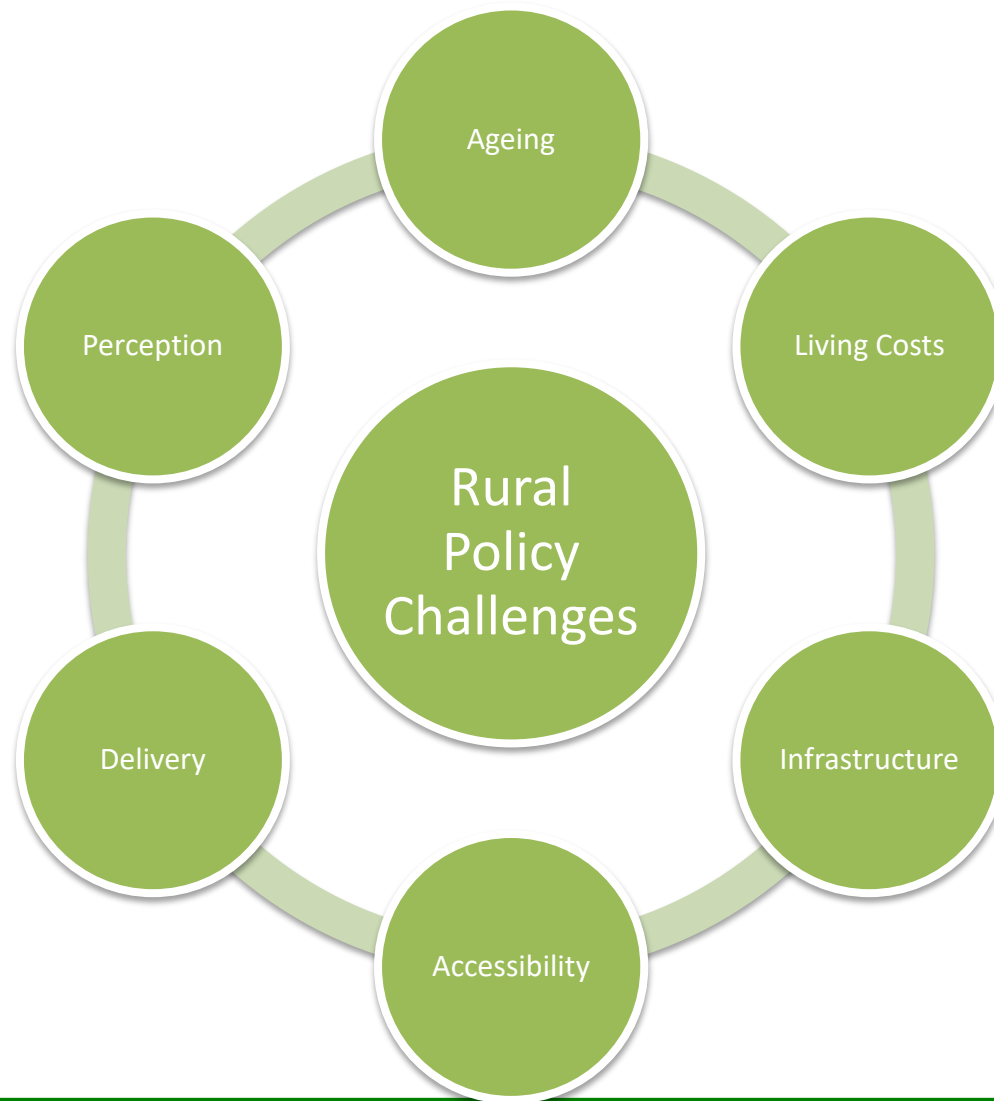 Ageing
Perception
Living Costs
Rural
Policy
Challenges
Delivery
Infrastructure
Accessibility